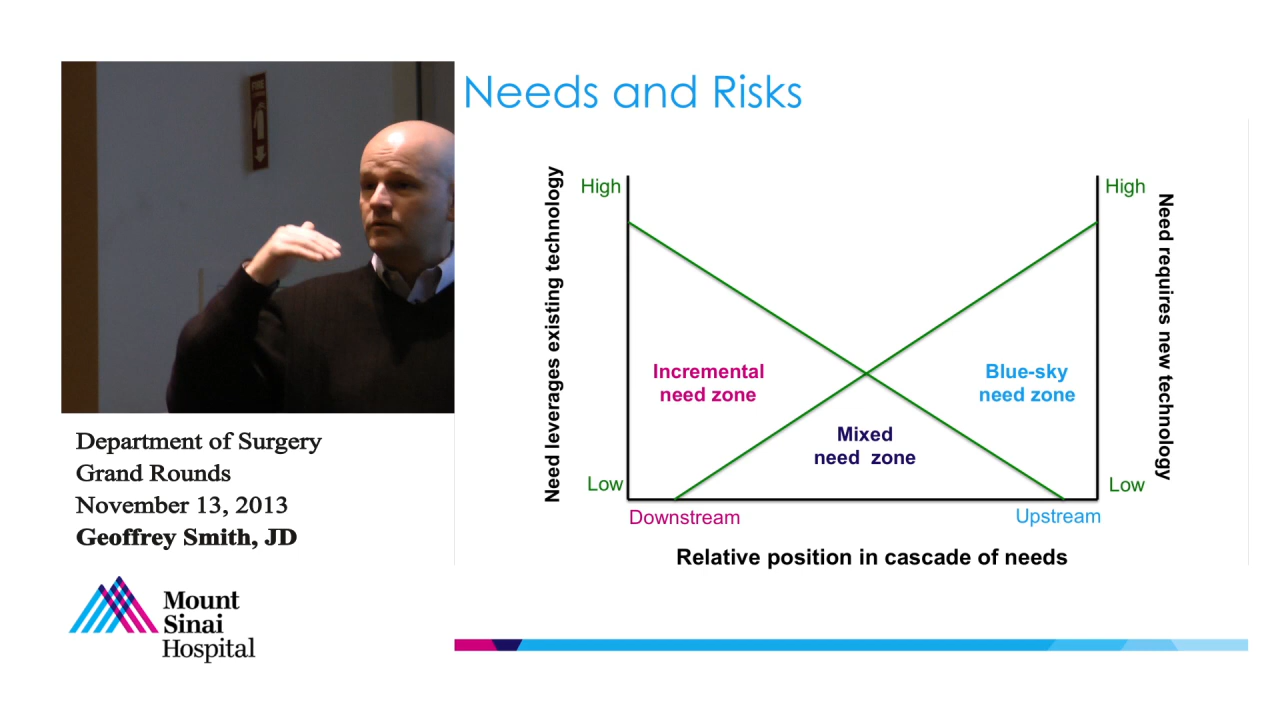 Needs and Risks
FIRE
Department of Surgery
Grand Rounds
November 13, 2013
Geoffrey Smith, JD
Mount
Sinai
Hospital
Need leverages existing technology
High
Low
Incremental
need zone
Mixed
need  zone
Blue-sky
need zone
High
Low
Need requires new technology
Downstream
Upstream
Relative position in cascade of needs